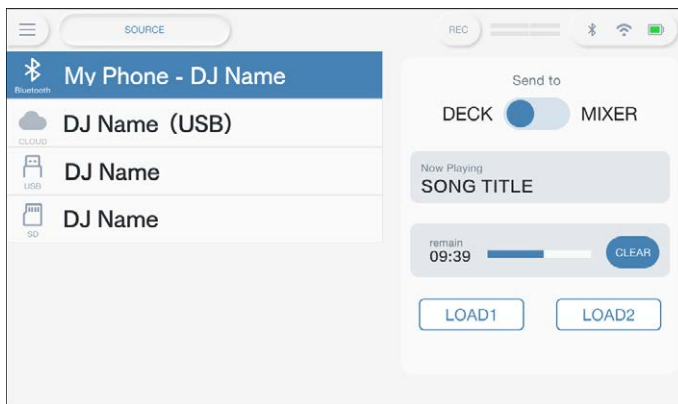 SOURCE
REC
Bluetooth
My Phone - DJ Name
CLOUD
DJ Name (USB)
USB
DJ Name
SD
DJ Name
Send to
DECK MIXER
Now Playing
SONG TITLE
remain
09:39
CLEAR
LOAD1 LOAD2